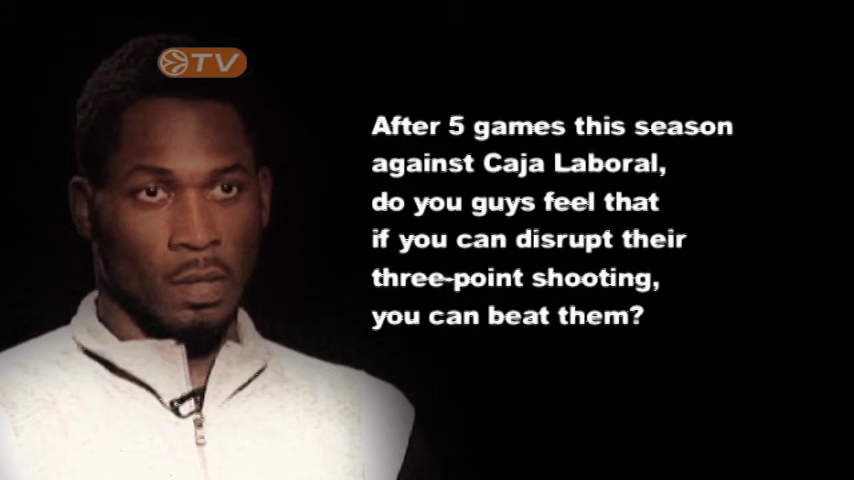 TV
After 5 games this season
against Caja Laboral,
do you guys feel that
if you can disrupt their
three-point shooting,
you can beat them?